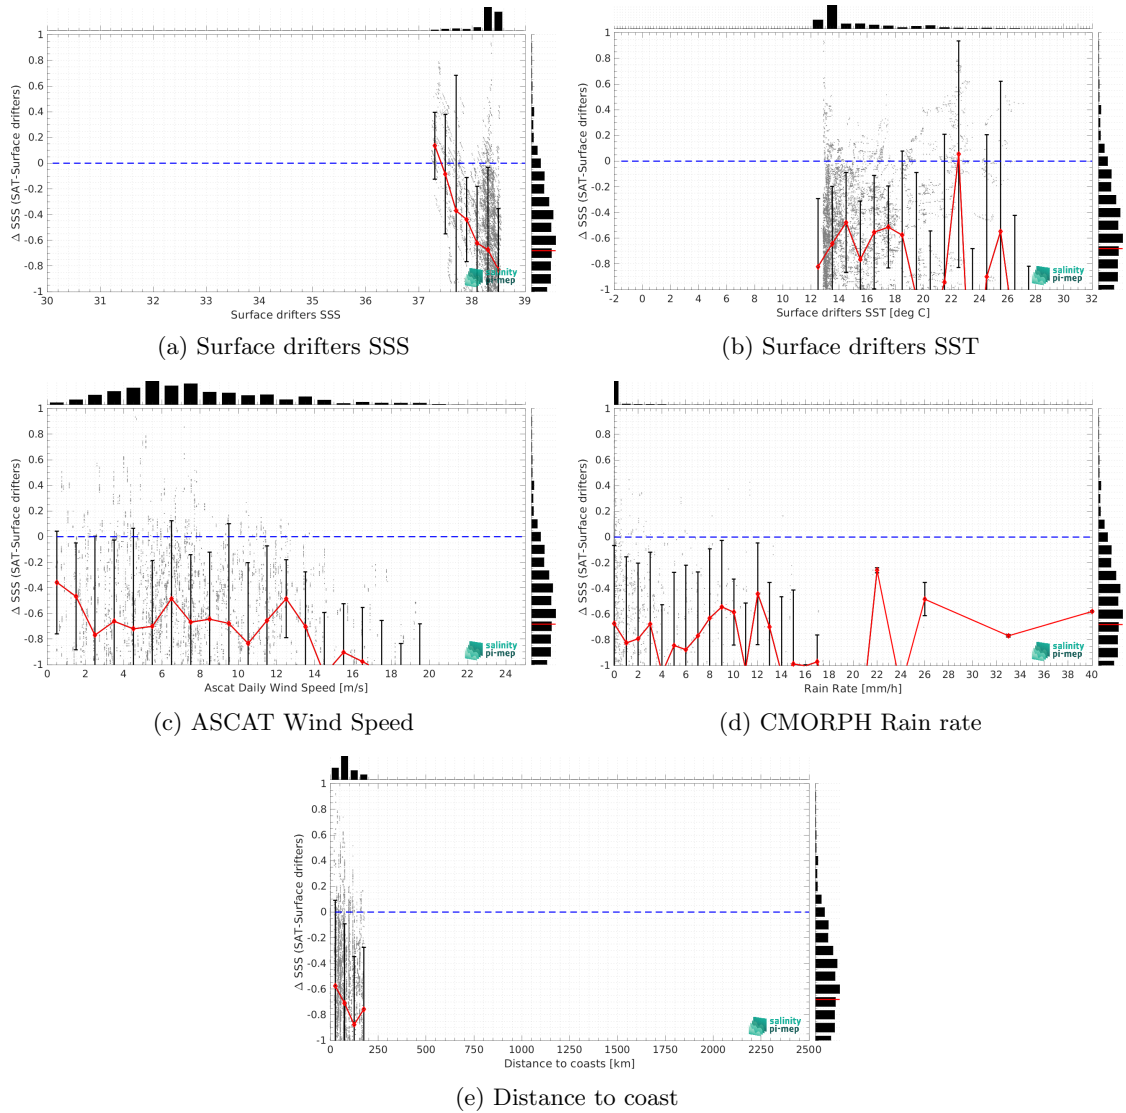 1
0.8
0.6
0.4
0.2
0
-0.2
-0.4
-0.6
-0.8
-1
Δ SSS (SAT-Surface drifters)
salinity
pi-mep
30 31 32 33 34 35 36 37 38 39
Surface drifters SSS
(a) Surface drifters SSS
1
0.8
0.6
0.4
0.2
0
-0.2
-0.4
-0.6
-0.8
-1
Δ SSS (SAT-Surface drifters)
salinity
pi-mep
-2 0 2 4 6 8 10 12 14 16 18 20 22 24 26 28 30 32
Surface drifters SST [deg C]
(b) Surface drifters SST
1
0.8
0.6
0.4
0.2
0
-0.2
-0.4
-0.6
-0.8
-1
Δ SSS (SAT-Surface drifters)
salinity
pi-mep
0 2 4 6 8 10 12 14 16 18 20 22 24
Ascat Daily Wind Speed [m/s]
(c) ASCAT Wind Speed
1
0.8
0.6
0.4
0.2
0
-0.2
-0.4
-0.6
-0.8
-1
Δ SSS (SAT-Surface drifters)
salinity
pi-mep
0 2 4 6 8 10 12 14 16 18 20 22 24 26 28 30 32 34 36 38 40
Rain Rate [mm/h]
(d) CMORPH Rain rate
1
0.8
0.6
0.4
0.2
0
-0.2
-0.4
-0.6
-0.8
-1
Δ SSS (SAT-Surface drifters)
salinity
pi-mep
0 250 500 750 1000 1250 1500 1750 2000 2250 2500
Distance to coasts [km]
(e) Distance to coast